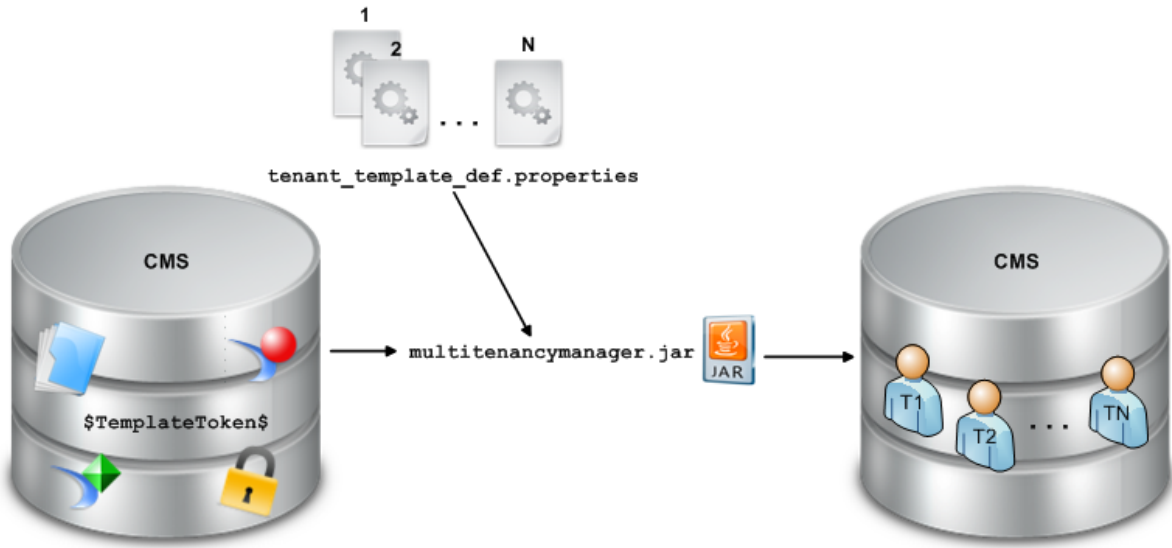 1
2
N
...
tenant_template_def.properties
CMS
CMS
multitenancymanager.jar
JAR
$TemplateToken$
T1
T2
...
TN